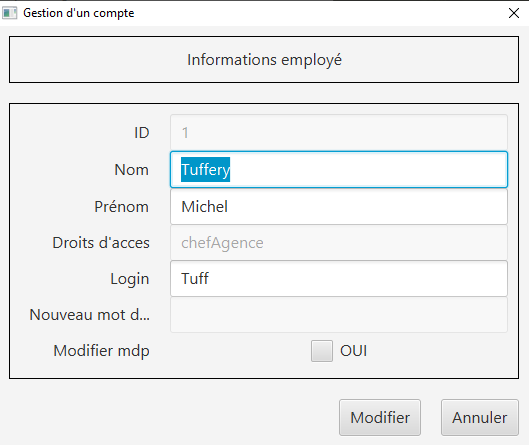 Gestion d'un compte
Informations employé
ID 1
Nom Tuffery
Prénom Michel
Droits d'acces chefAgence
Login Tuff
Nouveau mot d...
Modifier mdp OUI
Modifier Annuler